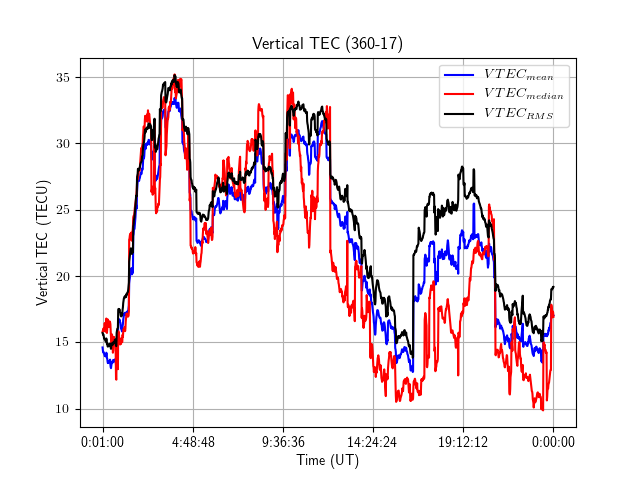 Vertical TEC (360-17)
VTEC_mean
VTEC_median
VTEC_RMS
Vertical TEC (TECU)
35
30
25
20
15
10
0:01:00 4:48:48 9:36:36 14:24:24 19:12:12 0:00:00
Time (UT)